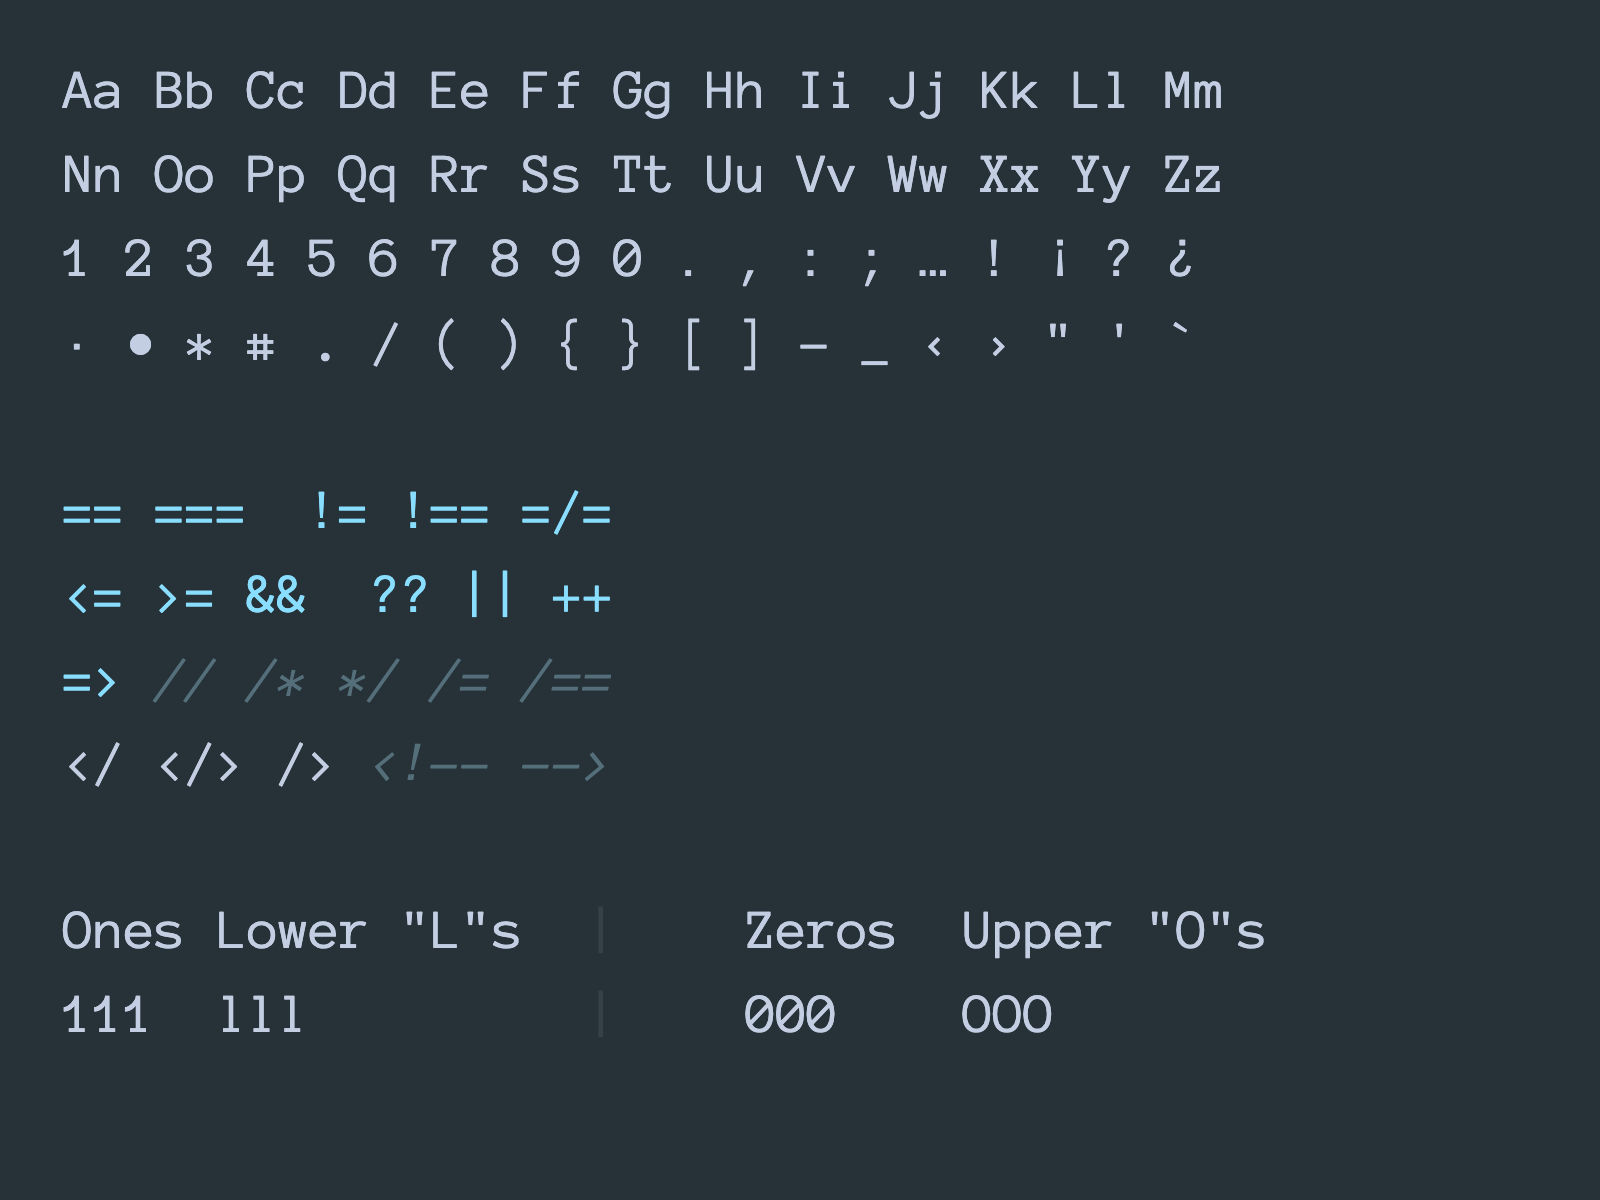 Aa Bb Cc Dd Ee Ff Gg Hh Ii Jj Kk Ll Mm
Nn Oo Pp Qq Rr Ss Tt Uu Vv Ww Xx Yy Zz
1 2 3 4 5 6 7 8 9 0 . , : ; … ! ¡ ? ¿
· • * # . / ( ) { } [ ] – _ ‹ › " ' `
== ===  != !== =/=
<= >= &&  ?? || ++
=> // /* */ /= /==
</ </> /> <!-- -->
Ones Lower "L"s  |    Zeros  Upper "O"s
111  lll         |    000    OOO